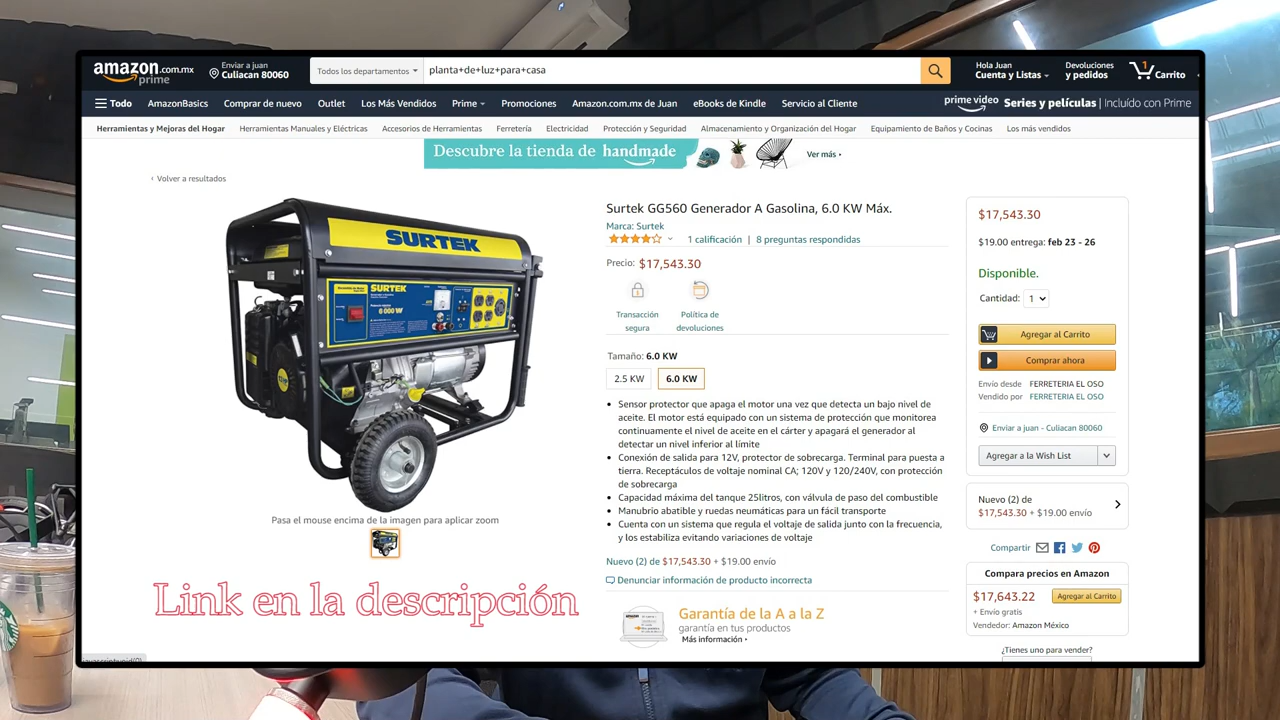 amazon.com.mx
prime
Enviar a juan
Culiacan 80060
Todos los departamentos
planta+de+luz+para+casa
Hola Juan
Cuenta y Listas
Devoluciones
y pedidos
1
Carrito
Todo
AmazonBasics
Comprar de nuevo
Outlet
Los Más Vendidos
Prime
Promociones
Amazon.com.mx de Juan
eBooks de Kindle
Servicio al Cliente
prime video
Series y películas | Incluído con Prime
Herramientas y Mejoras del Hogar
Herramientas Manuales y Eléctricas
Accesorios de Herramientas
Ferretería
Electricidad
Protección y Seguridad
Almacenamiento y Organización del Hogar
Equipamiento de Baños y Cocinas
Los más vendidos
Descubre la tienda de handmade
Ver más ›
‹ Volver a resultados
SURTEK
SURTEK
6 000 W
Pasa el mouse encima de la imagen para aplicar zoom
Link en la descripción
Surtek GG560 Generador A Gasolina, 6.0 KW Máx.
Marca: Surtek
1 calificación | 8 preguntas respondidas
Precio: $17,543.30
Transacción
segura
Política de
devoluciones
Tamaño: 6.0 KW
2.5 KW
6.0 KW
• Sensor protector que apaga el motor una vez que detecta un bajo nivel de
aceite. El motor está equipado con un sistema de protección que monitorea
continuamente el nivel de aceite en el cárter y apagará el generador al
detectar un nivel inferior al límite
• Conexión de salida para 12V, protector de sobrecarga. Terminal para puesta a
tierra. Receptáculos de voltaje nominal CA; 120V y 120/240V, con protección
de sobrecarga
• Capacidad máxima del tanque 25litros, con válvula de paso del combustible
• Manubrio abatible y ruedas neumáticas para un fácil transporte
• Cuenta con un sistema que regula el voltaje de salida junto con la frecuencia,
y los estabiliza evitando variaciones de voltaje
Nuevo (2) de $17,543.30 + $19.00 envío
Denunciar información de producto incorrecta
Garantía de la A a la Z
garantía en tus productos
Más información ›
$17,543.30
$19.00 entrega: feb 23 - 26
Disponible.
Cantidad: 1
Agregar al Carrito
Comprar ahora
Envío desde FERRETERIA EL OSO
Vendido por FERRETERIA EL OSO
Enviar a juan - Culiacan 80060
Agregar a la Wish List
Nuevo (2) de
$17,543.30 + $19.00 envío
Compartir
Compara precios en Amazon
$17,643.22
Agregar al Carrito
+ Envío gratis
Vendedor: Amazon México
¿Tienes uno para vender?